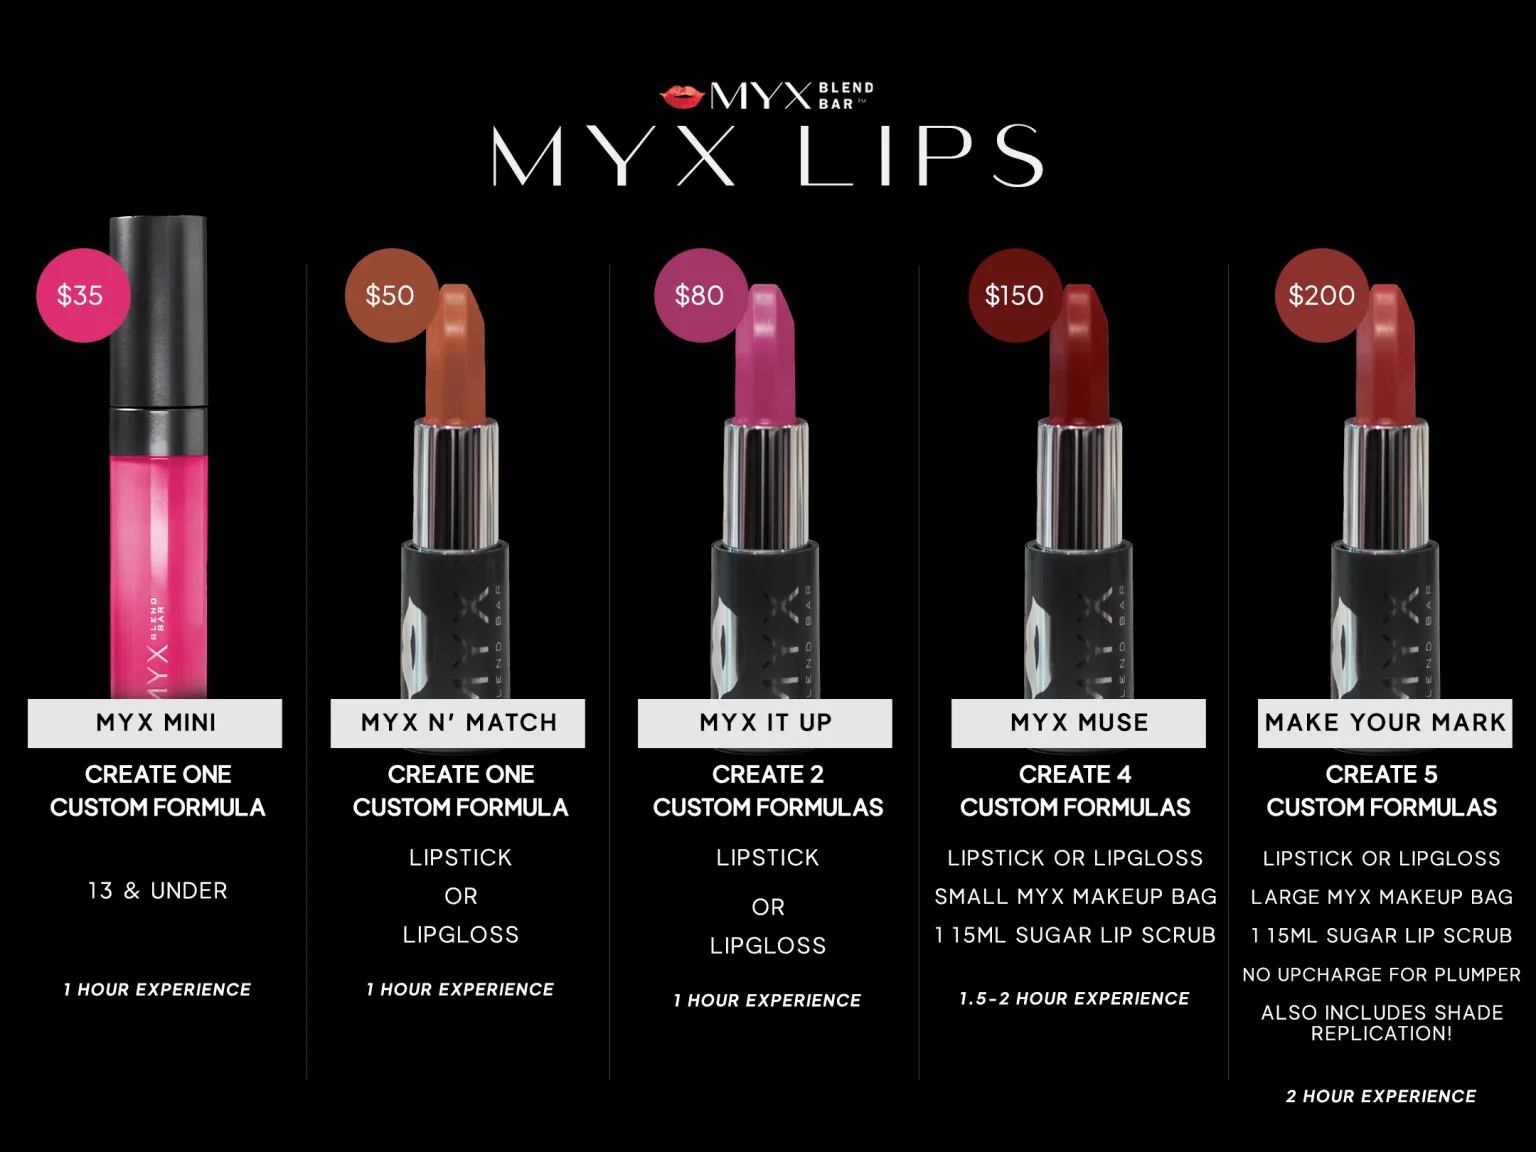 MYX BLEND BAR™
MYX LIPS
$35
MYX BLEND BAR
MYX MINI
CREATE ONE
CUSTOM FORMULA
13 & UNDER
1 HOUR EXPERIENCE
$50
MYX N' MATCH
CREATE ONE
CUSTOM FORMULA
LIPSTICK
OR
LIPGLOSS
1 HOUR EXPERIENCE
$80
MYX IT UP
CREATE 2
CUSTOM FORMULAS
LIPSTICK
OR
LIPGLOSS
1 HOUR EXPERIENCE
$150
MYX MUSE
CREATE 4
CUSTOM FORMULAS
LIPSTICK OR LIPGLOSS
SMALL MYX MAKEUP BAG
1 15ML SUGAR LIP SCRUB
1.5-2 HOUR EXPERIENCE
$200
MAKE YOUR MARK
CREATE 5
CUSTOM FORMULAS
LIPSTICK OR LIPGLOSS
LARGE MYX MAKEUP BAG
1 15ML SUGAR LIP SCRUB
NO UPCHARGE FOR PLUMPER
ALSO INCLUDES SHADE
REPLICATION!
2 HOUR EXPERIENCE